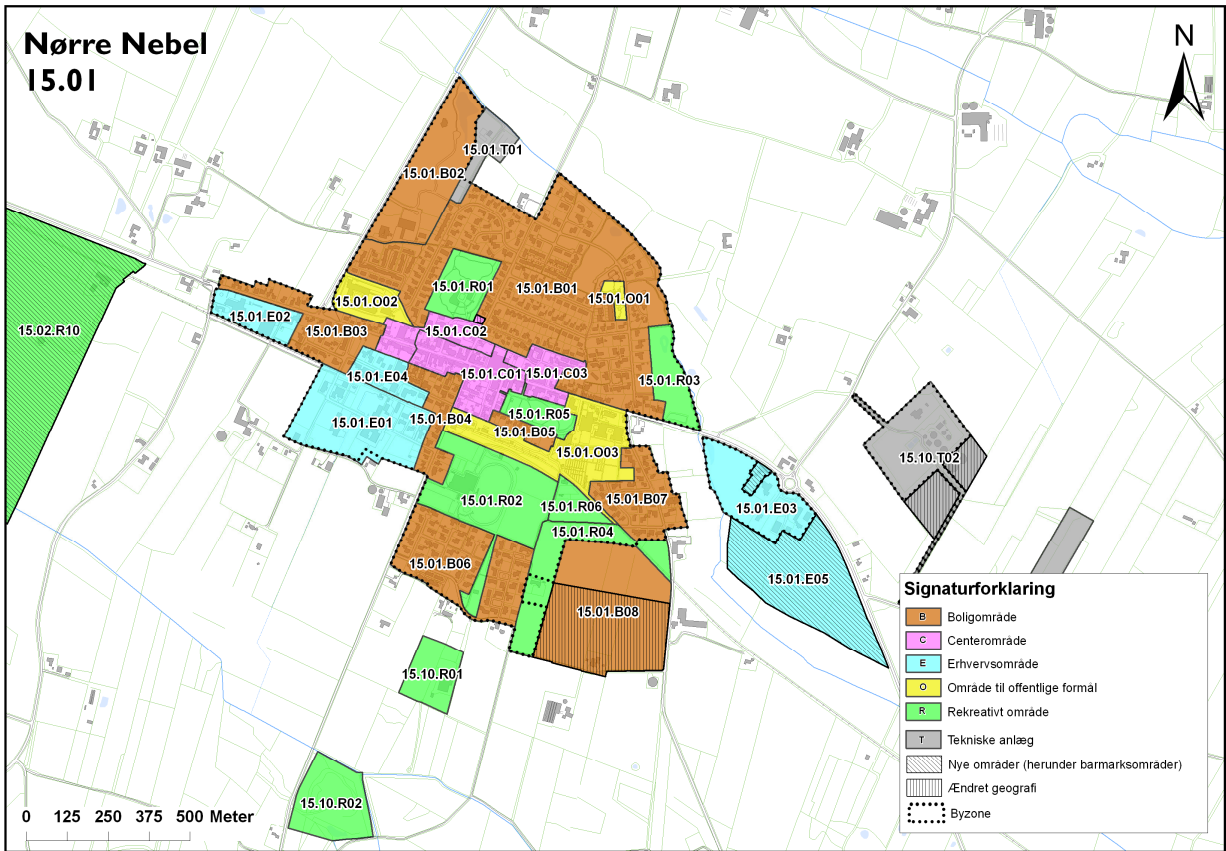 Nørre Nebel
15.01
N
15.01.T01
15.01.B02
15.01.R01
15.01.B01
15.01.O02
15.01.O01
15.02.R10
15.01.E02
15.01.B03
15.01.C02
15.01.E04
15.01.C01
15.01.C03
15.01.R03
15.01.E01
15.01.B04
15.01.R05
15.01.B05
15.01.O03
15.10.T02
15.01.R02
15.01.R06
15.01.B07
15.01.E03
15.01.R04
15.01.B06
15.01.E05
15.01.B08
15.10.R01
15.10.R02
0 125 250 375 500 Meter
Signaturforklaring
B Boligområde
C Centerområde
E Erhvervsområde
O Område til offentlige formål
R Rekreativt område
T Tekniske anlæg
Nye områder (herunder barmarksområder)
Ændret geografi
Byzone